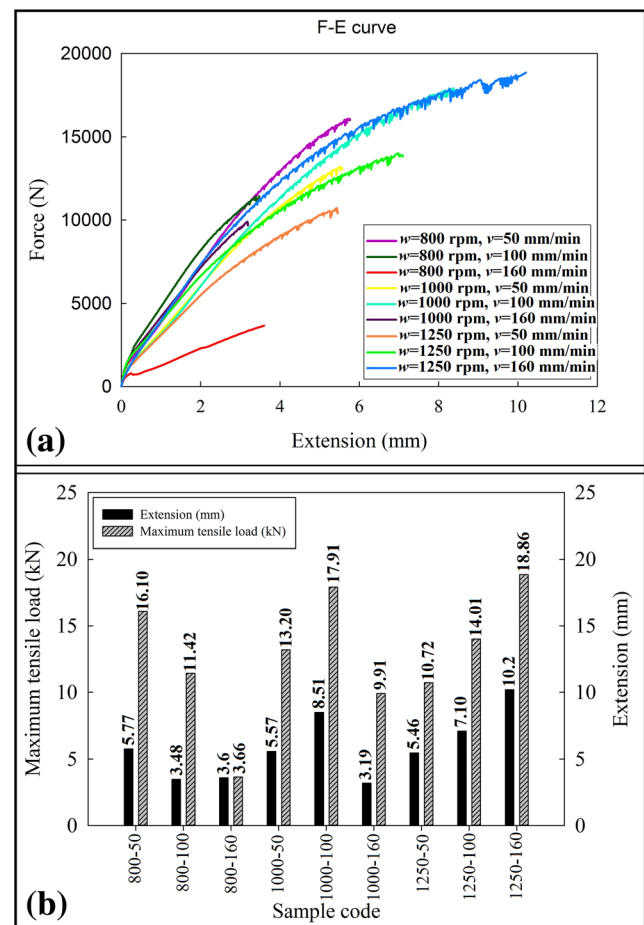 F-E curve
20000
15000
10000
5000
0
Force (N)
w=800 rpm, v=50 mm/min
w=800 rpm, v=100 mm/min
w=800 rpm, v=160 mm/min
w=1000 rpm, v=50 mm/min
w=1000 rpm, v=100 mm/min
w=1000 rpm, v=160 mm/min
w=1250 rpm, v=50 mm/min
w=1250 rpm, v=100 mm/min
w=1250 rpm, v=160 mm/min
0 2 4 6 8 10 12
Extension (mm)
(a)
25
20
15
10
5
0
Maximum tensile load (kN)
Extension (mm)
Maximum tensile load (kN)
5.77 16.10
3.48 11.42
3.6 3.66
5.57 13.20
8.51 17.91
3.19 9.91
5.46 10.72
7.10 14.01
10.2 18.86
25
20
15
10
5
0
Extension (mm)
800-50 800-100 800-160 1000-50 1000-100 1000-160 1250-50 1250-100 1250-160
Sample code
(b)